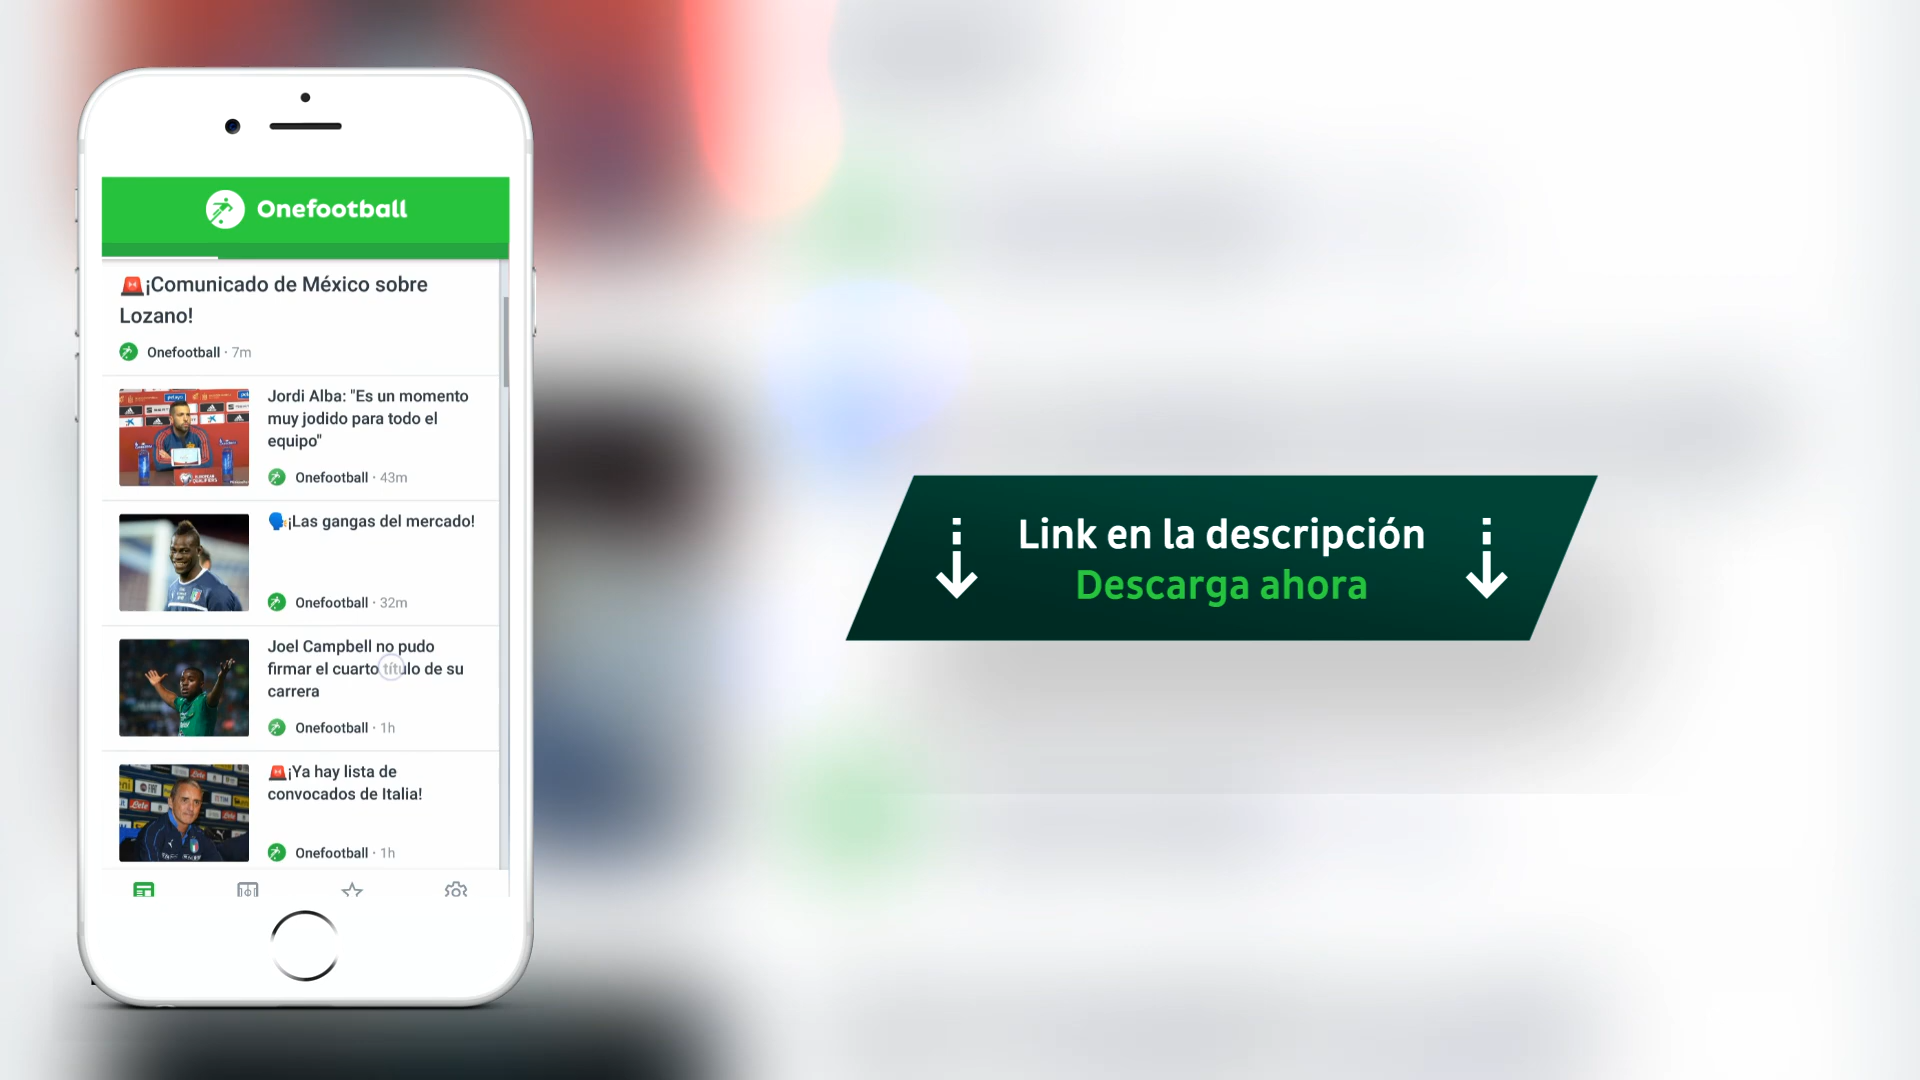 Onefootball
🚨¡Comunicado de México sobre
Lozano!
Onefootball · 7m
Jordi Alba: "Es un momento
muy jodido para todo el
equipo"
Onefootball · 43m
🗣¡Las gangas del mercado!
Onefootball · 32m
Joel Campbell no pudo
firmar el cuarto título de su
carrera
Onefootball · 1h
🚨¡Ya hay lista de
convocados de Italia!
Onefootball · 1h
Link en la descripción
Descarga ahora